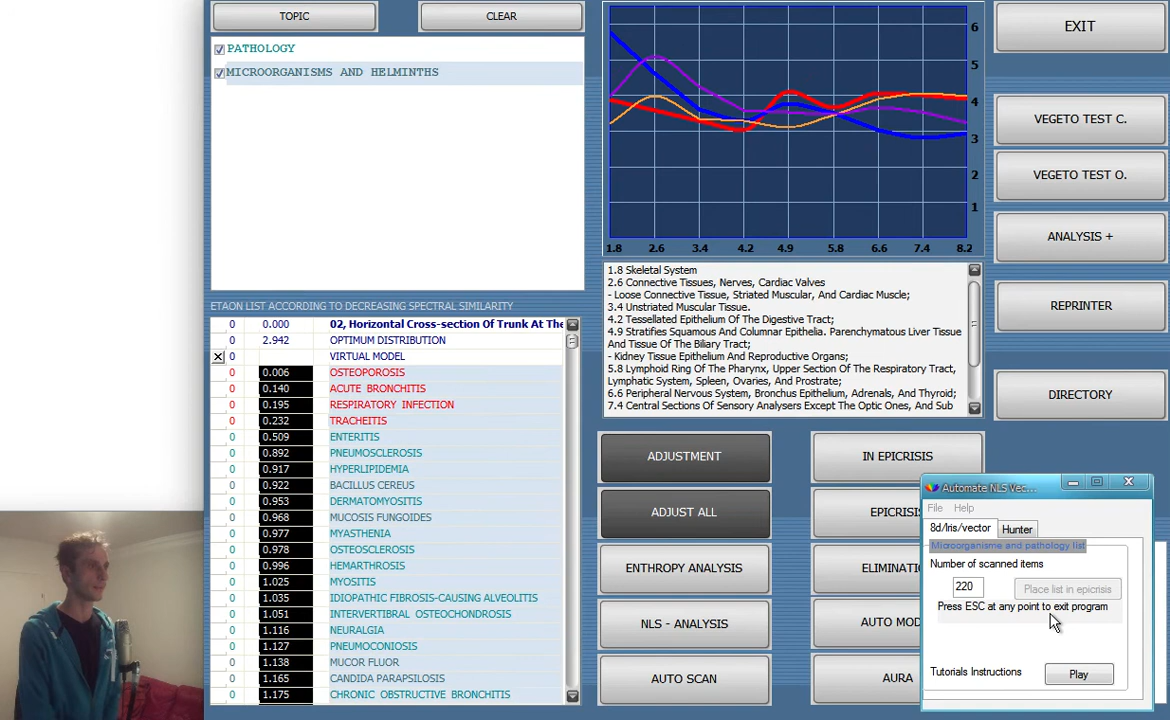 TOPIC
CLEAR
PATHOLOGY
MICROORGANISMS AND HELMINTHS
ETAON LIST ACCORDING TO DECREASING SPECTRAL SIMILARITY
0 0.000 02, Horizontal Cross-section Of Trunk At The
0 2.942 OPTIMUM DISTRIBUTION
0 VIRTUAL MODEL
0 0.006 OSTEOPOROSIS
0 0.140 ACUTE BRONCHITIS
0 0.195 RESPIRATORY INFECTION
0 0.232 TRACHEITIS
0 0.509 ENTERITIS
0 0.892 PNEUMOSCLEROSIS
0 0.917 HYPERLIPIDEMIA
0 0.922 BACILLUS CEREUS
0 0.953 DERMATOMYOSITIS
0 0.968 MUCOSIS FUNGOIDES
0 0.977 MYASTHENIA
0 0.978 OSTEOSCLEROSIS
0 0.996 HEMARTHROSIS
0 1.025 MYOSITIS
0 1.035 IDIOPATHIC FIBROSIS-CAUSING ALVEOLITIS
0 1.051 INTERVERTIBRAL OSTEOCHONDROSIS
0 1.116 NEURALGIA
0 1.127 PNEUMOCONIOSIS
0 1.138 MUCOR FLUOR
0 1.165 CANDIDA PARAPSILOSIS
0 1.175 CHRONIC OBSTRUCTIVE BRONCHITIS
6
5
4
3
2
1
1.8 2.6 3.4 4.2 4.9 5.8 6.6 7.4 8.2
1.8 Skeletal System
2.6 Connective Tissues, Nerves, Cardiac Valves
- Loose Connective Tissue, Striated Muscular, And Cardiac Muscle;
3.4 Unstriated Muscular Tissue.
4.2 Tessellated Epithelium Of The Digestive Tract;
4.9 Stratifies Squamous And Columnar Epithelia. Parenchymatous Liver Tissue
And Tissue Of The Biliary Tract;
- Kidney Tissue Epithelium And Reproductive Organs;
5.8 Lymphoid Ring Of The Pharynx, Upper Section Of The Respiratory Tract,
Lymphatic System, Spleen, Ovaries, And Prostrate;
6.6 Peripheral Nervous System, Bronchus Epithelium, Adrenals, And Thyroid;
7.4 Central Sections Of Sensory Analysers Except The Optic Ones, And Sub
EXIT
VEGETO TEST C.
VEGETO TEST O.
ANALYSIS +
REPRINTER
DIRECTORY
ADJUSTMENT
ADJUST ALL
ENTHROPY ANALYSIS
NLS - ANALYSIS
AUTO SCAN
IN EPICRISIS
EPICRISIS
ELIMINATI
AUTO MOD
AURA
Automate NLS Vec...
File Help
8d/Iris/vector Hunter
Microorganisme and pathology list
Number of scanned items
220 Place list in epicrisis
Press ESC at any point to exit program
Tutorials Instructions Play